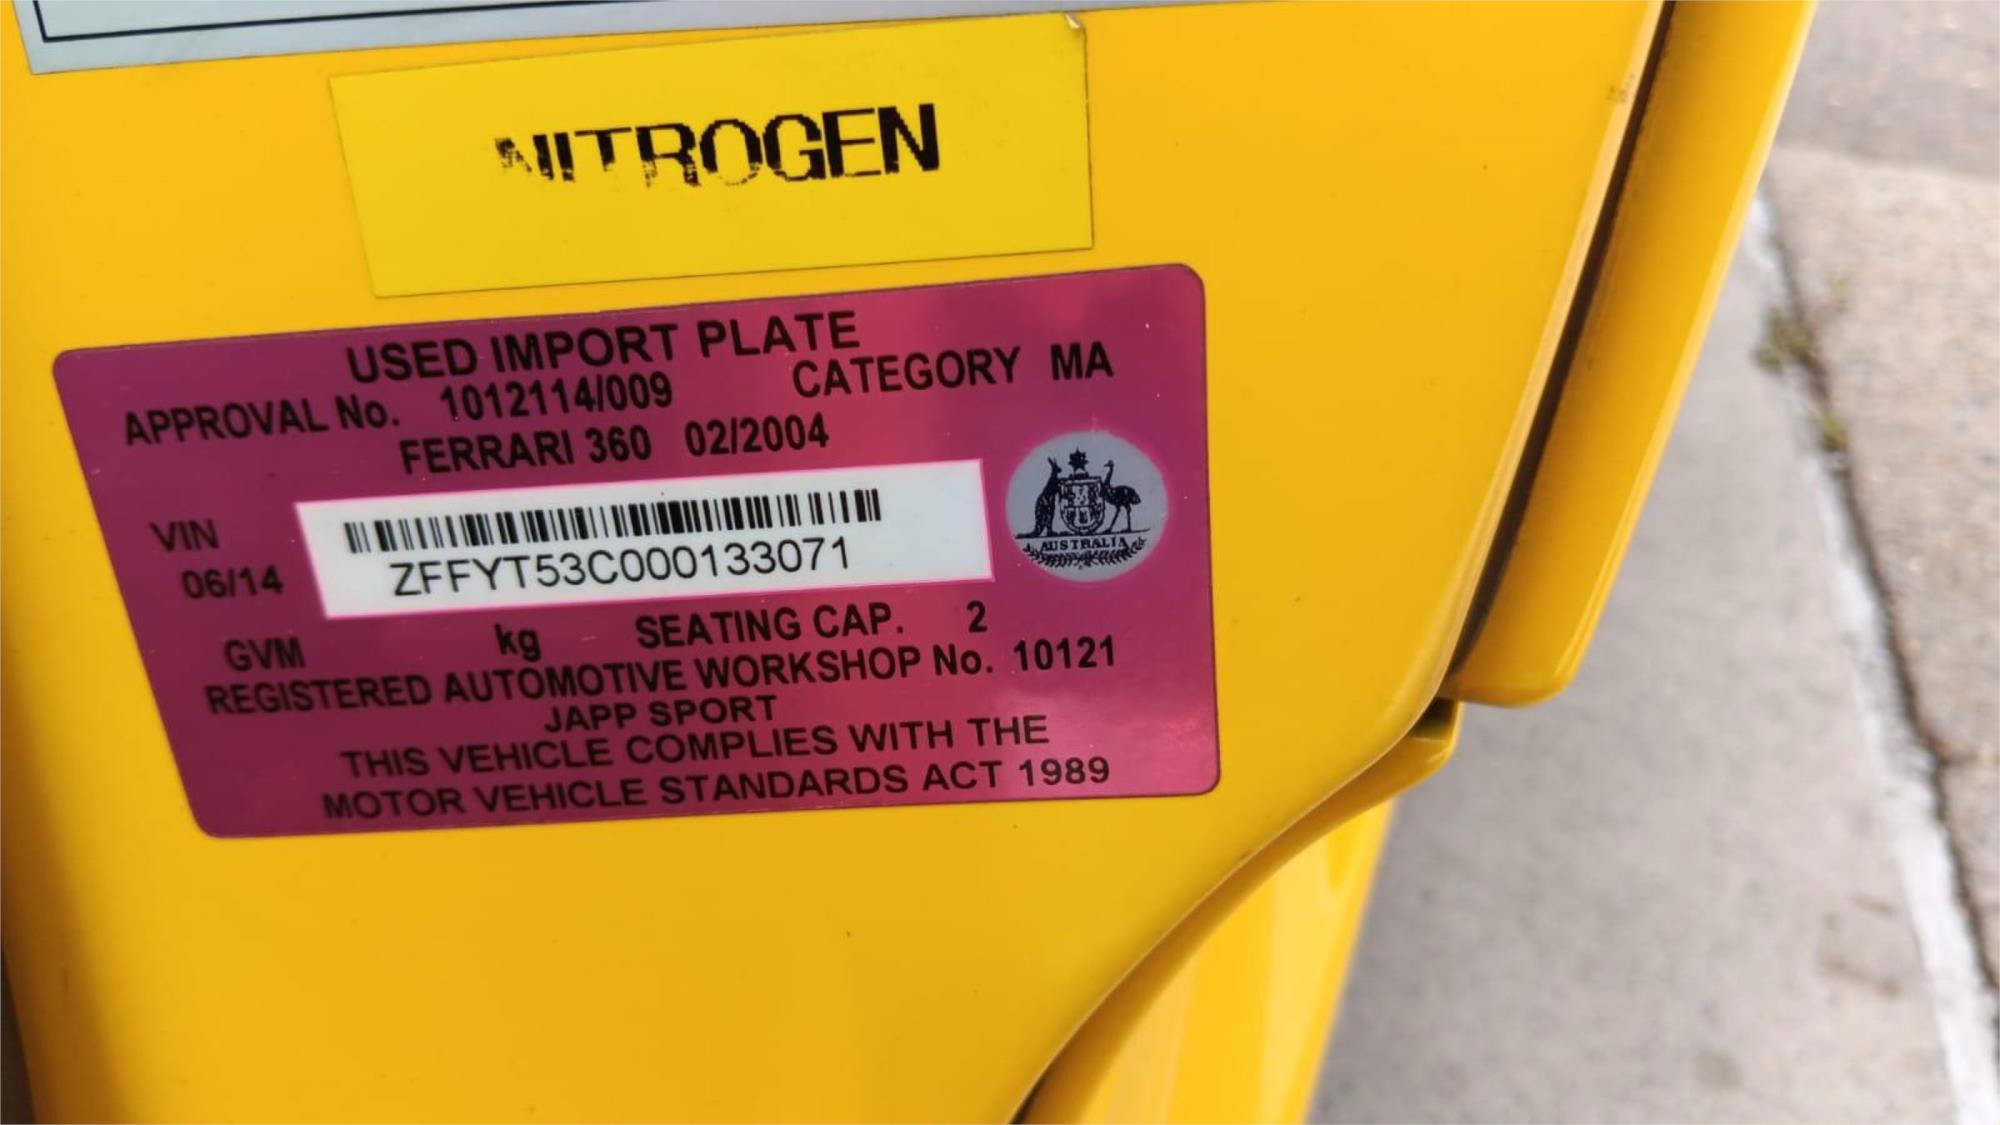 NITROGEN
USED IMPORT PLATE
APPROVAL No. 1012114/009 CATEGORY MA
FERRARI 360 02/2004
VIN
ZFFYT53C000133071
06/14
AUSTRALIA
GVM kg SEATING CAP. 2
REGISTERED AUTOMOTIVE WORKSHOP No. 10121
JAPP SPORT
THIS VEHICLE COMPLIES WITH THE
MOTOR VEHICLE STANDARDS ACT 1989